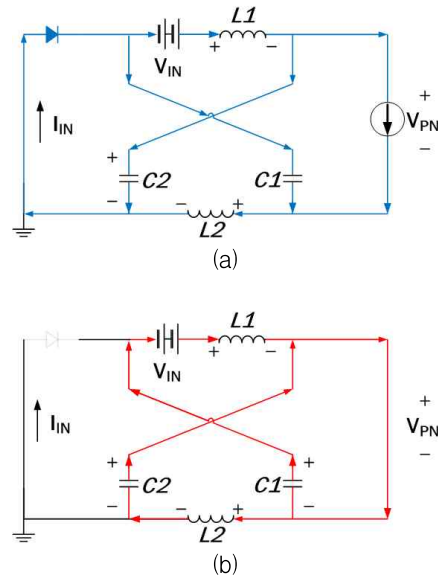 L1
+ -
V_IN
I_IN
+
V_PN
-
+
C2
-
C1
- +
L2
(a)
L1
+ -
V_IN
I_IN
+
V_PN
-
+
C2
-
+
C1
-
- +
L2
(b)